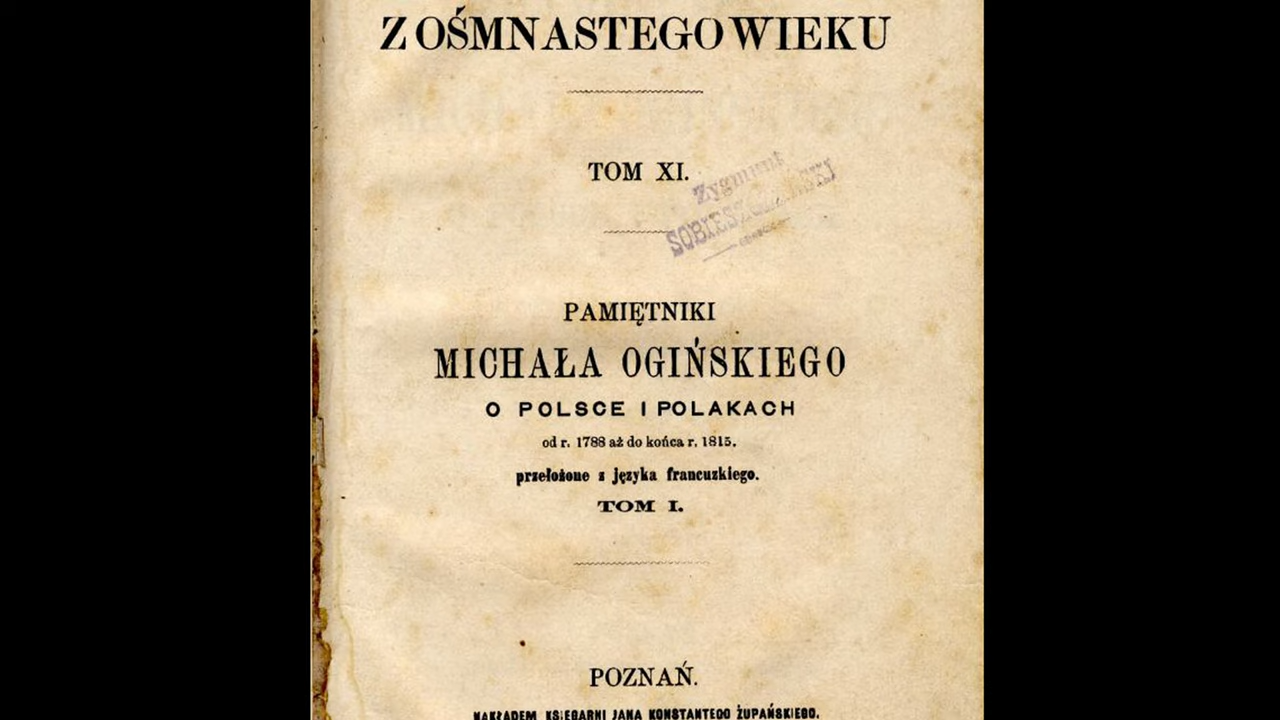 Z OŚMNASTEGO WIEKU
TOM XI.
Zygmunt
PAMIĘTNIKI
MICHAŁA OGIŃSKIEGO
O POLSCE I POLAKACH
od r. 1788 aż do końca r. 1815.
przełożone z języka francuzkiego.
TOM I.
POZNAŃ.
NAKŁADEM KSIĘGARNI JANA KONSTANTEGO ŻUPAŃSKIEGO.